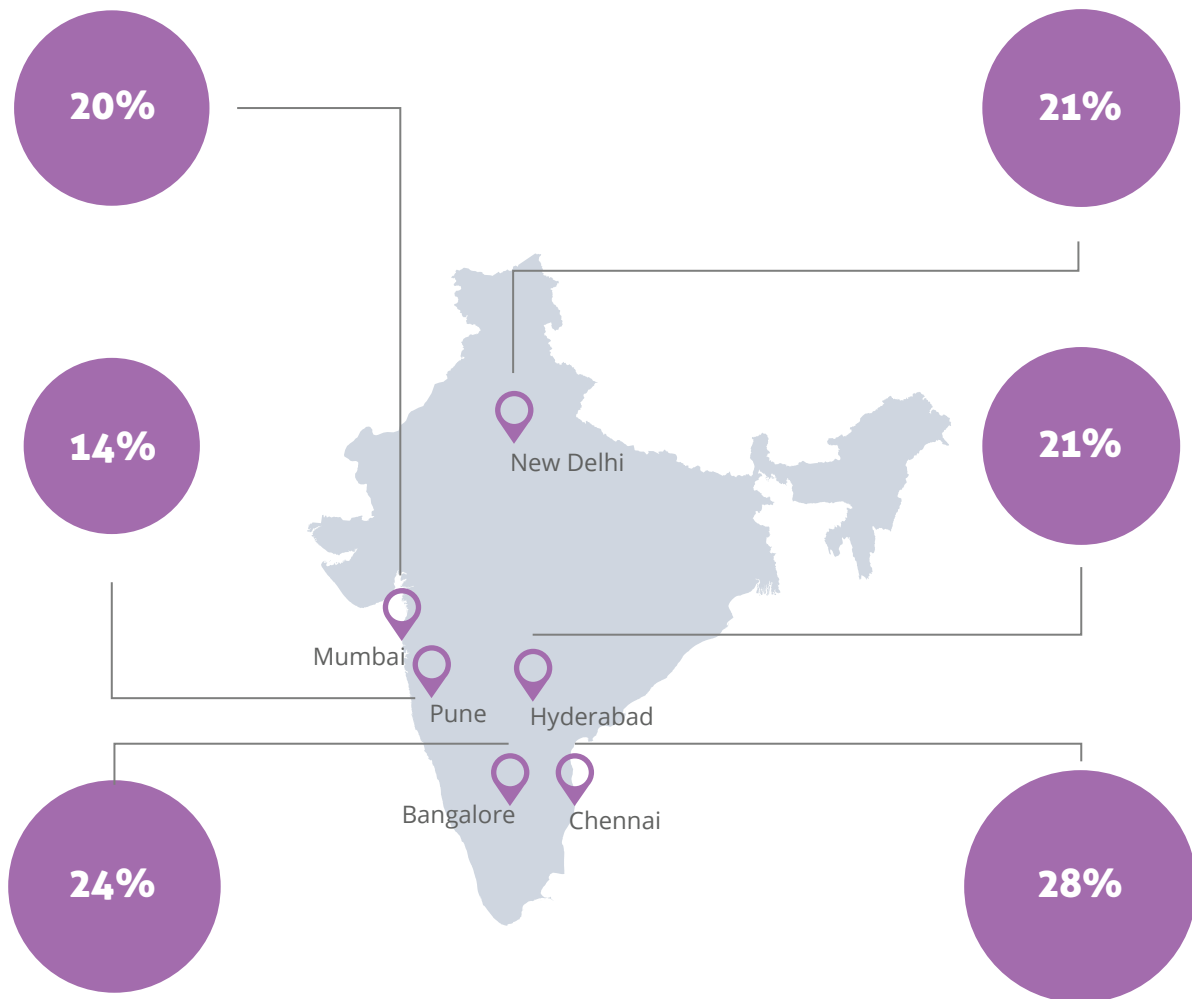 20%
21%
14%
21%
New Delhi
Mumbai
Pune
Hyderabad
Bangalore
Chennai
24%
28%